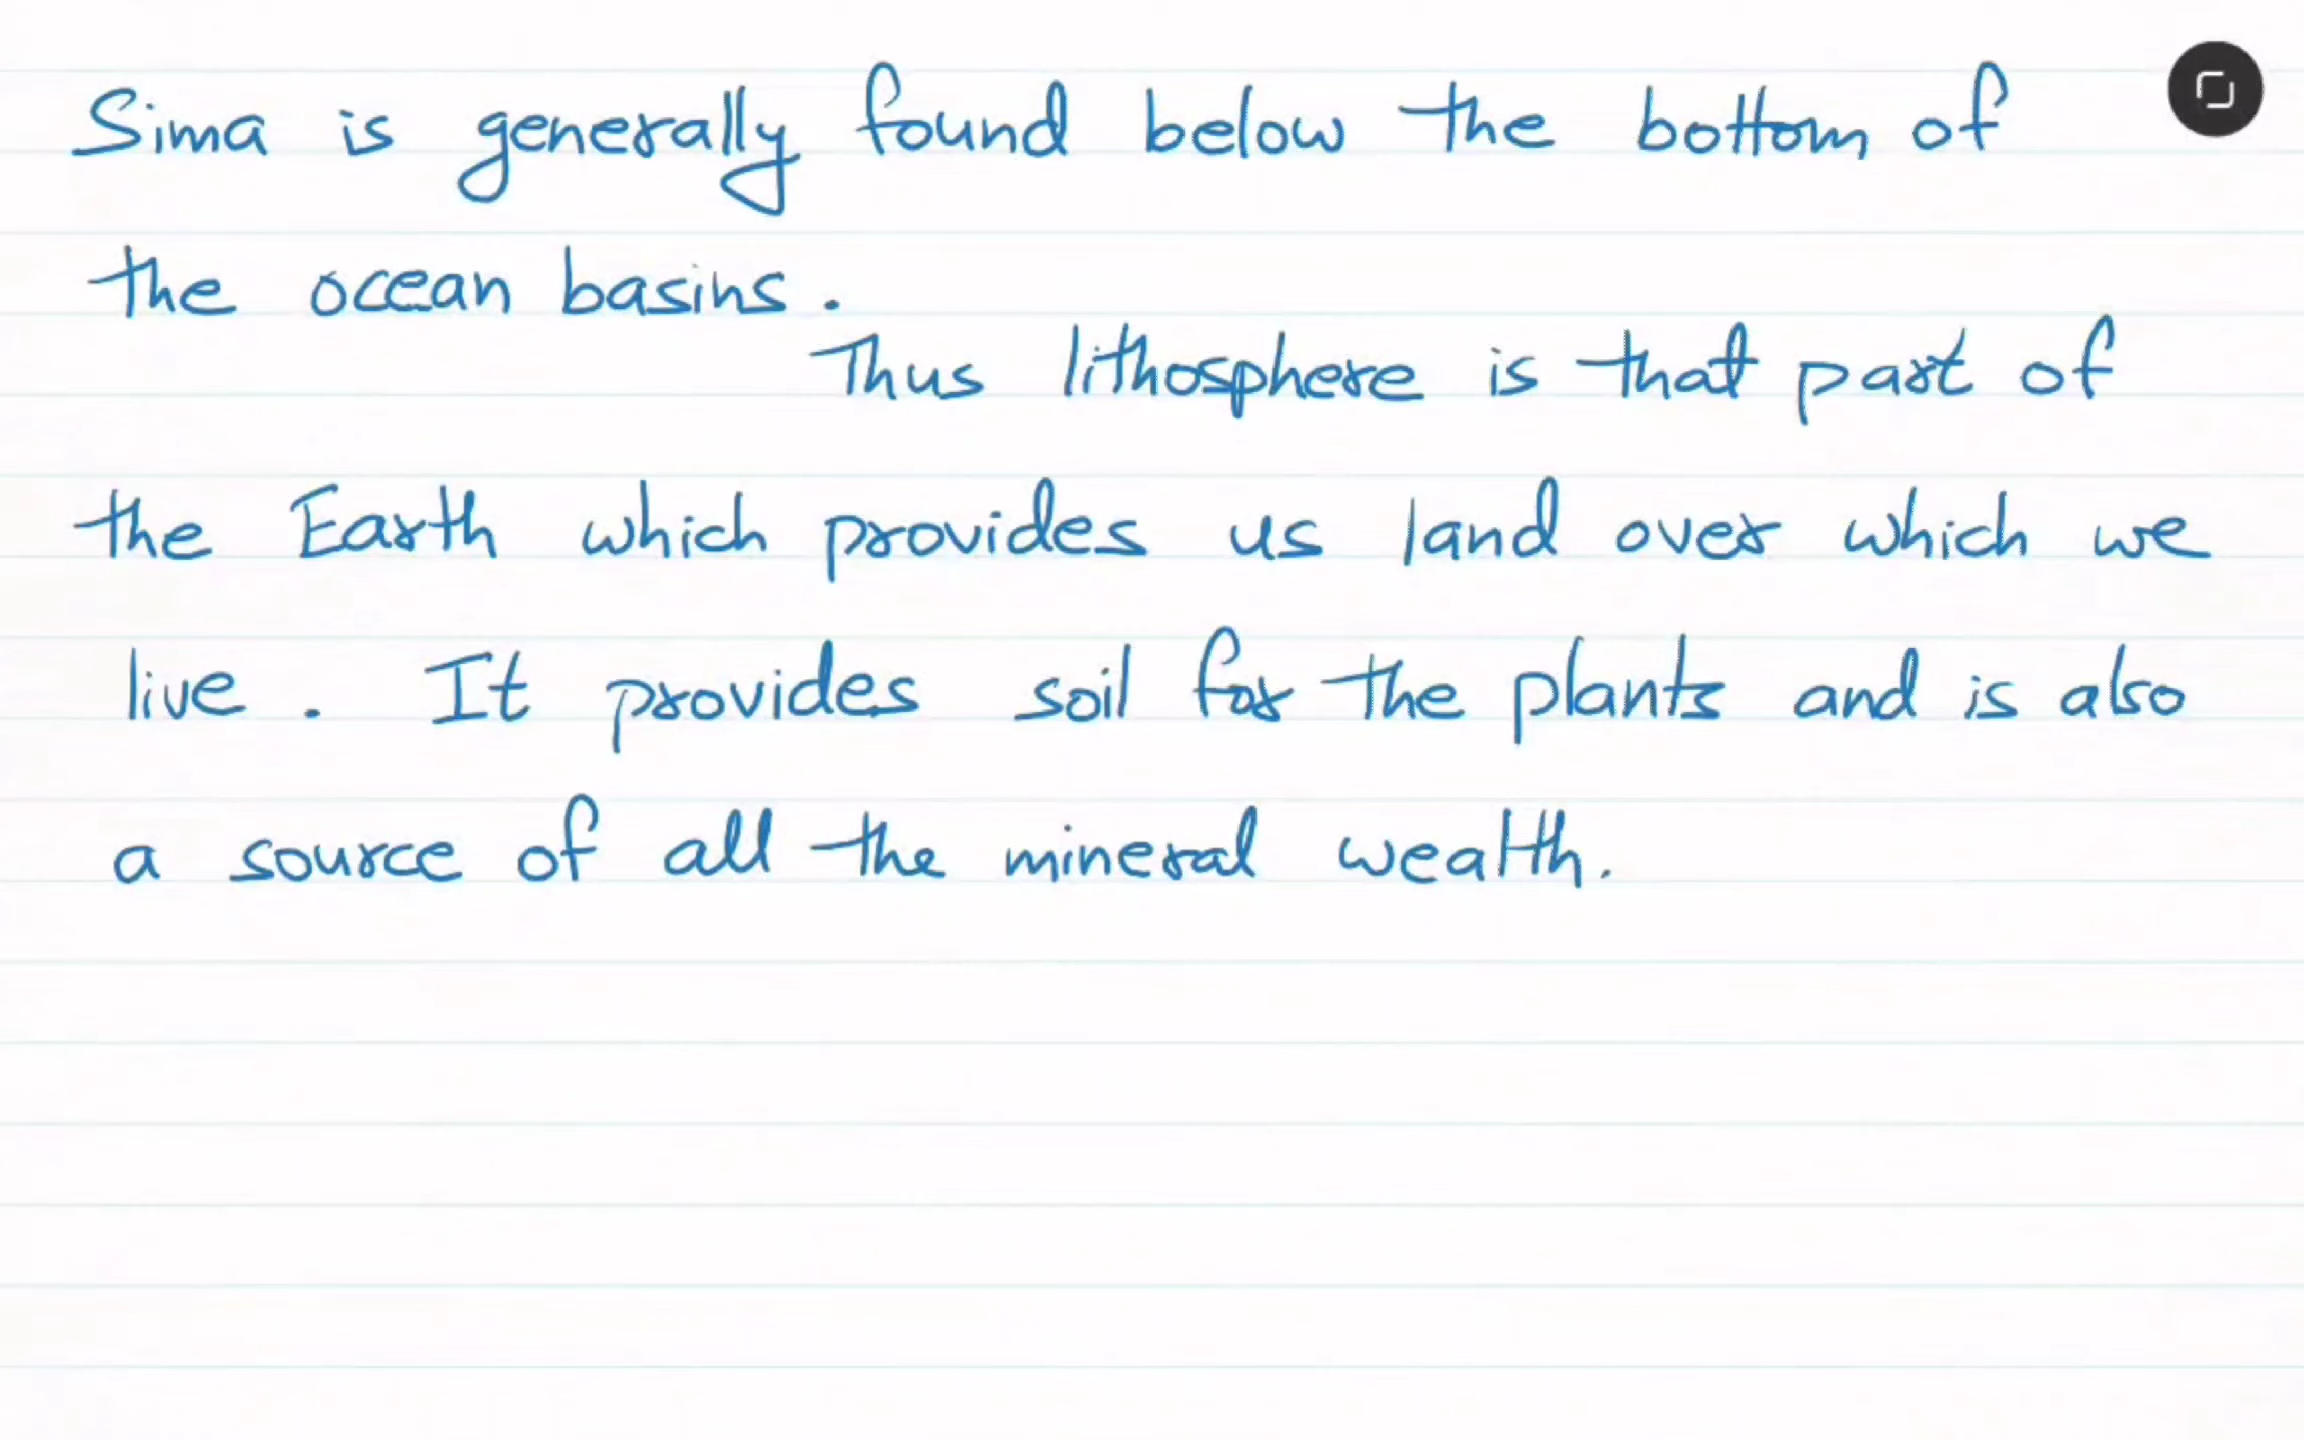 Sima is generally found below the bottom of
the ocean basins.
Thus lithosphere is that part of
the Earth which provides us land over which we
live. It provides soil for the plants and is also
a source of all the mineral wealth.